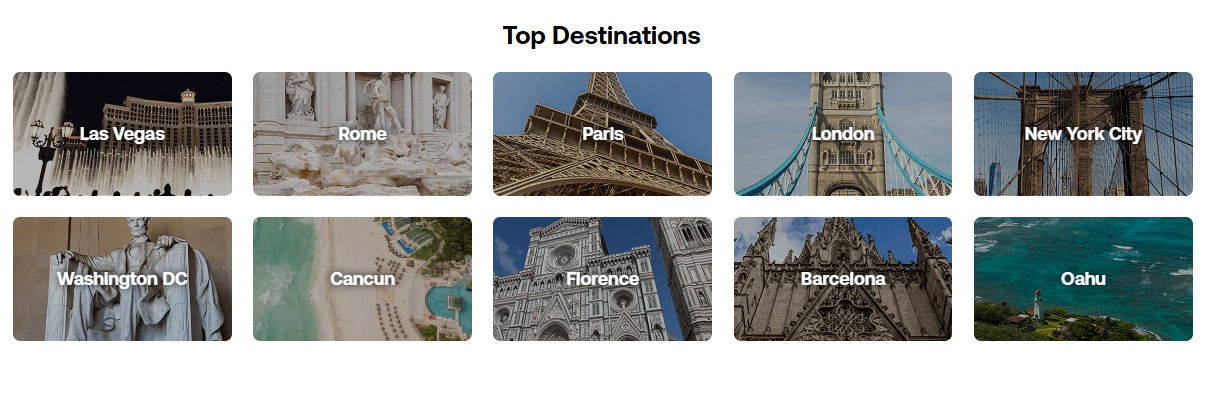 Top Destinations
Las Vegas
Rome
Paris
London
New York City
Washington DC
Cancun
Florence
Barcelona
Oahu